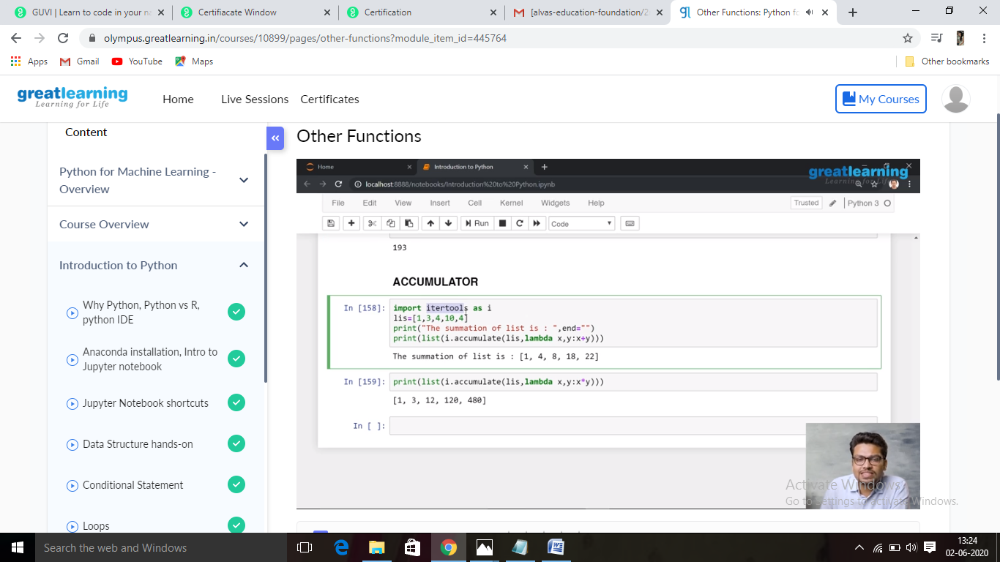 GUVI | Learn to code in your na
Certifiacate Window
Certification
[alvas-education-foundation/2
Other Functions: Python fo
olympus.greatlearning.in/courses/10899/pages/other-functions?module_item_id=445764
Apps
Gmail
YouTube
Maps
Other bookmarks
greatlearning
Learning for Life
Home
Live Sessions
Certificates
My Courses
Content
Python for Machine Learning -
Overview
Course Overview
Introduction to Python
Why Python, Python vs R,
python IDE
Anaconda installation, Intro to
Jupyter notebook
Jupyter Notebook shortcuts
Data Structure hands-on
Conditional Statement
Loops
Other Functions
Home
Introduction to Python
greatlearning
Learning for Life
localhost:8888/notebooks/Introduction%20to%20Python.ipynb
File Edit View Insert Cell Kernel Widgets Help
Trusted
Python 3
Run
Code
193
ACCUMULATOR
In [158]: import itertools as i
lis=[1,3,4,10,4]
print("The summation of list is : ",end="")
print(list(i.accumulate(lis,lambda x,y:x+y)))
The summation of list is : [1, 4, 8, 18, 22]
In [159]: print(list(i.accumulate(lis,lambda x,y:x*y)))
[1, 3, 12, 120, 480]
In [ ]:
Activate Windows
Go to Settings to activate Windows.
Search the web and Windows
13:24
02-06-2020